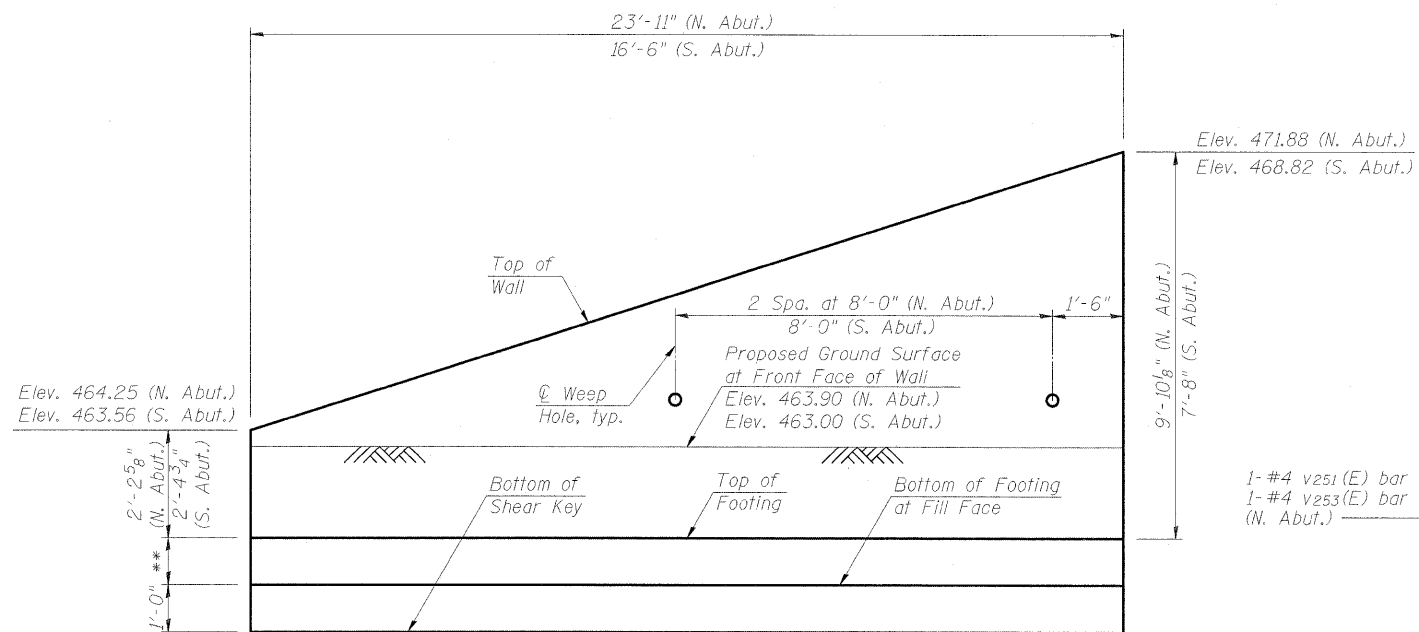 23'-11" (N. Abut.)
16'-6" (S. Abut.)
Elev. 471.88 (N. Abut.)
Elev. 468.82 (S. Abut.)
Top of
Wall
2 Spa. at 8'-0" (N. Abut.)
8'-0" (S. Abut.)
1'-6"
Proposed Ground Surface
at Front Face of Wall
Elev. 463.90 (N. Abut.)
Elev. 463.00 (S. Abut.)
℄ Weep
Hole, typ.
Elev. 464.25 (N. Abut.)
Elev. 463.56 (S. Abut.)
9'-10⅛" (N. Abut.)
7'-8" (S. Abut.)
2'-2⅝"
(N. Abut.)
2'-4¾"
(S. Abut.)
Bottom of
Shear Key
Top of
Footing
Bottom of Footing
at Fill Face
1-#4 v251(E) bar
1-#4 v253(E) bar
(N. Abut.)
**
1'-0"